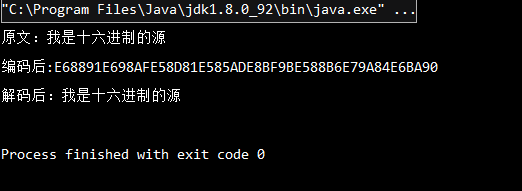 "C:\Program Files\Java\jdk1.8.0_92\bin\java.exe" ...
原文：我是十六进制的源
编码后:E68891E698AFE58D81E585ADE8BF9BE588B6E79A84E6BA90
解码后：我是十六进制的源
Process finished with exit code 0